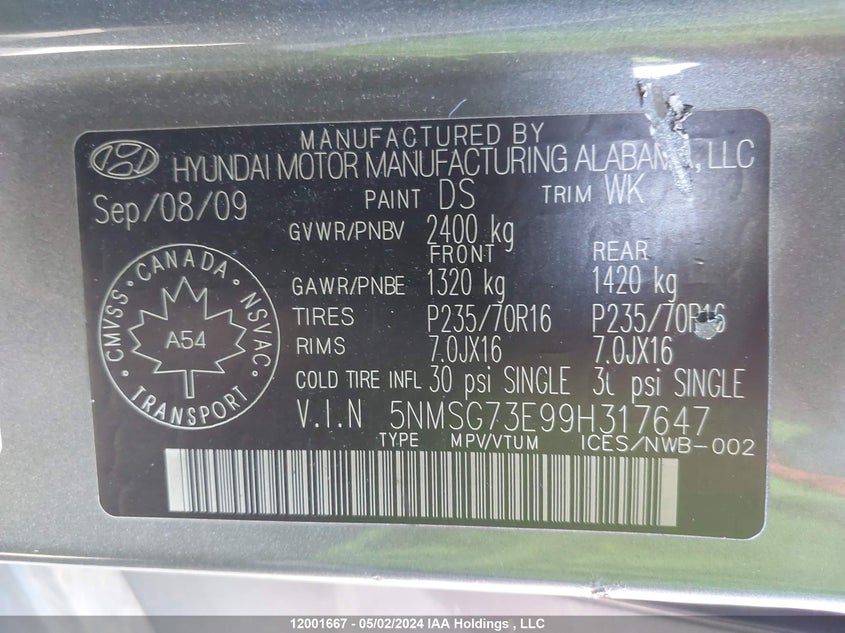 MANUFACTURED BY
HYUNDAI MOTOR MANUFACTURING ALABAMA, LLC
Sep/08/09 PAINT DS TRIM WK
GVWR/PNBV 2400 kg
FRONT REAR
GAWR/PNBE 1320 kg 1420 kg
TIRES P235/70R16 P235/70R16
RIMS 7.0JX16 7.0JX16
COLD TIRE INFL 30 psi SINGLE 30 psi SINGLE
V.I.N 5NMSG73E99H317647
TYPE MPV/VTUM ICES/NWB-002
CANADA
CMVSS NSVAC
A54
TRANSPORT
12001667 - 05/02/2024 IAA Holdings , LLC